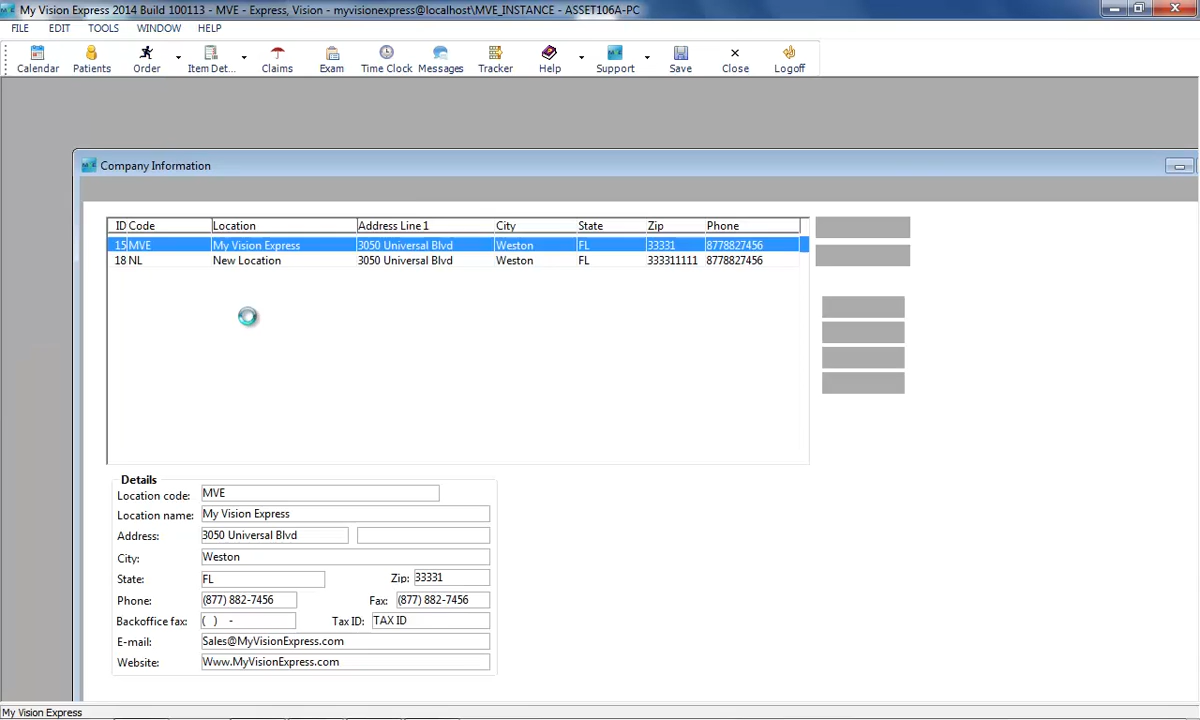 My Vision Express 2014 Build 100113 - MVE - Express, Vision - myvisionexpress@localhost\MVE_INSTANCE - ASSET106A-PC
FILE EDIT TOOLS WINDOW HELP
Calendar Patients Order Item Det... Claims Exam Time Clock Messages Tracker Help Support Save Close Logoff
Company Information
ID Code Location Address Line 1 City State Zip Phone
15 MVE My Vision Express 3050 Universal Blvd Weston FL 33331 8778827456
18 NL New Location 3050 Universal Blvd Weston FL 333311111 8778827456
Details
Location code: MVE
Location name: My Vision Express
Address: 3050 Universal Blvd
City: Weston
State: FL Zip: 33331
Phone: (877) 882-7456 Fax: (877) 882-7456
Backoffice fax: ( ) - Tax ID: TAX ID
E-mail: Sales@MyVisionExpress.com
Website: Www.MyVisionExpress.com
My Vision Express